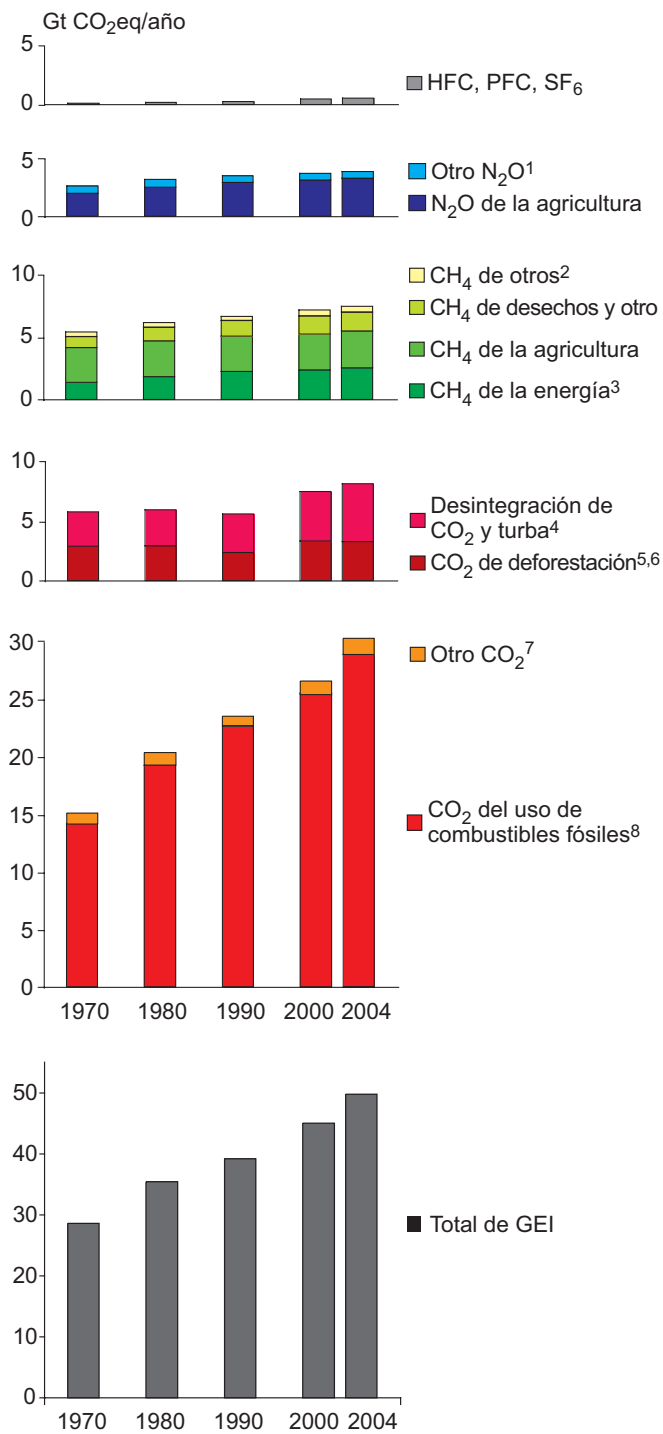 Gt CO₂eq/año
5
0
HFC, PFC, SF₆
5
0
Otro N₂O¹
N₂O de la agricultura
10
5
0
CH₄ de otros²
CH₄ de desechos y otro
CH₄ de la agricultura
CH₄ de la energía³
10
5
0
Desintegración de
CO₂ y turba⁴
CO₂ de deforestación⁵,⁶
30
25
20
15
10
5
0
Otro CO₂⁷
CO₂ del uso de
combustibles fósiles⁸
1970 1980 1990 2000 2004
50
40
30
20
10
0
Total de GEI
1970 1980 1990 2000 2004